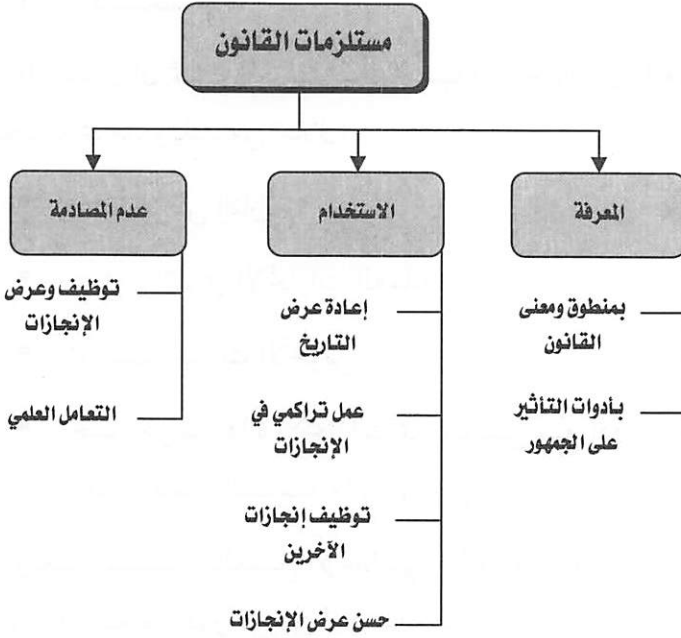 مستلزمات القانون
المعرفة
بمنطوق ومعنى
القانون
بأدوات التأثير
على الجمهور
الاستخدام
إعادة عرض
التاريخ
عمل تراكمي في
الإنجازات
توظيف إنجازات
الآخرين
حسن عرض الإنجازات
عدم المصادمة
توظيف وعرض
الإنجازات
التعامل العلمي